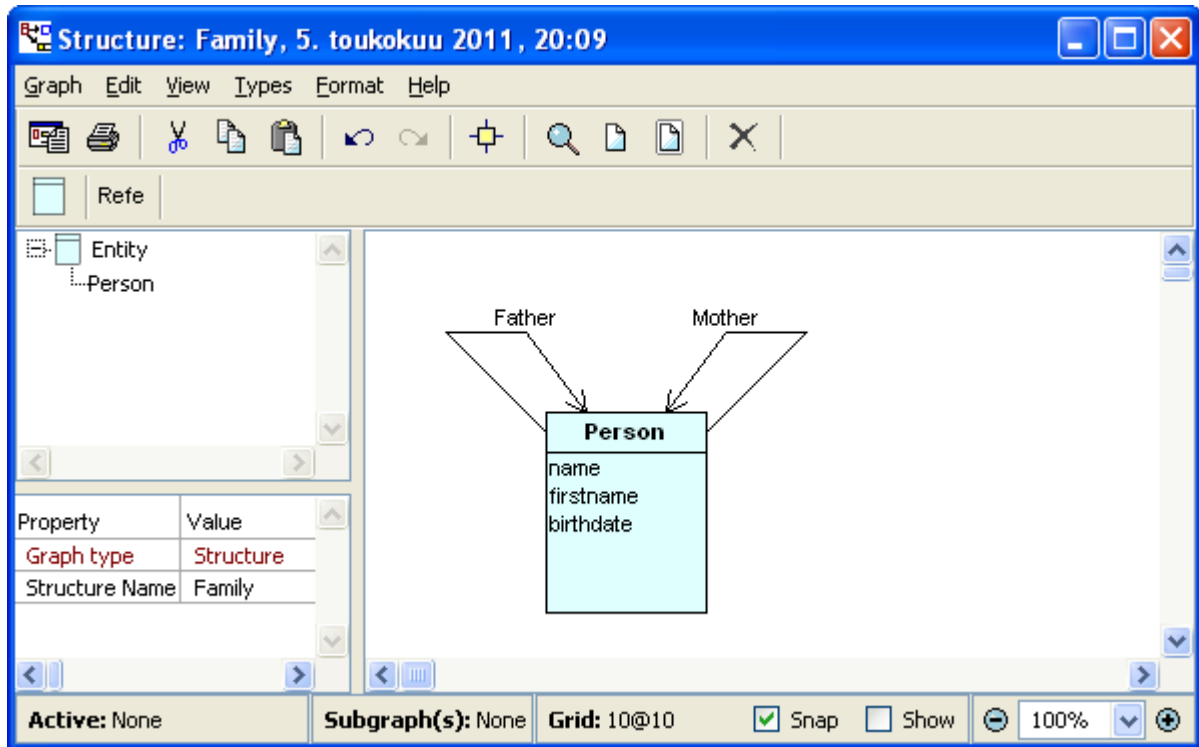 Structure: Family, 5. toukokuu 2011, 20:09
Graph Edit View Types Format Help
Refe
Entity
Person
Father
Mother
Person
name
firstname
birthdate
Property Value
Graph type Structure
Structure Name Family
Active: None Subgraph(s): None Grid: 10@10 Snap Show 100%